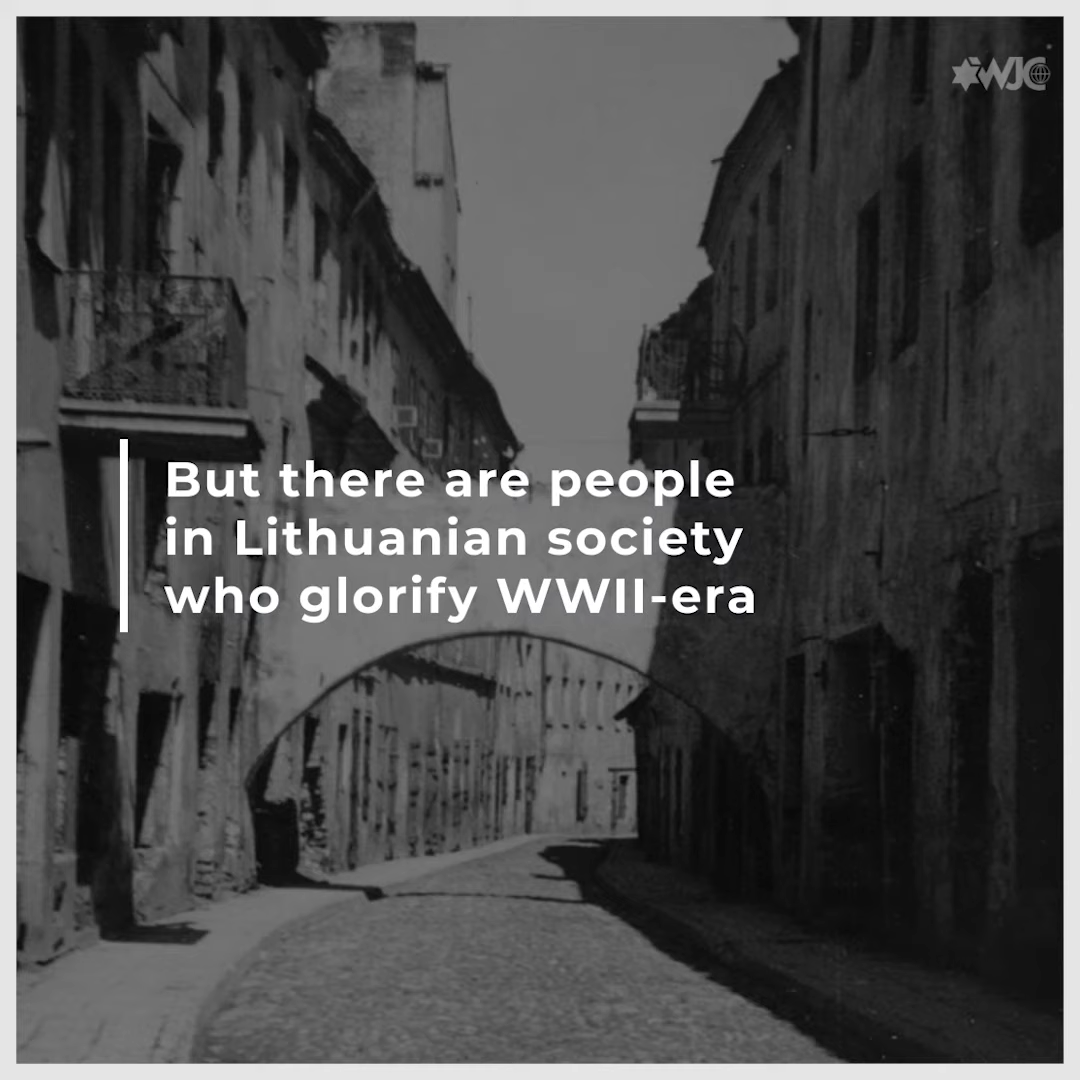 WJC
But there are people
in Lithuanian society
who glorify WWII-era